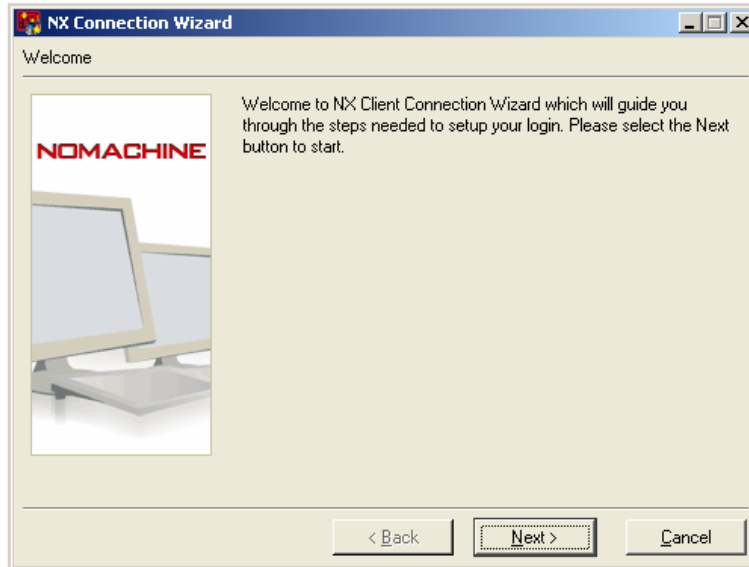 NX Connection Wizard
Welcome
Welcome to NX Client Connection Wizard which will guide you
through the steps needed to setup your login. Please select the Next
button to start.
NOMACHINE
< Back
Next >
Cancel